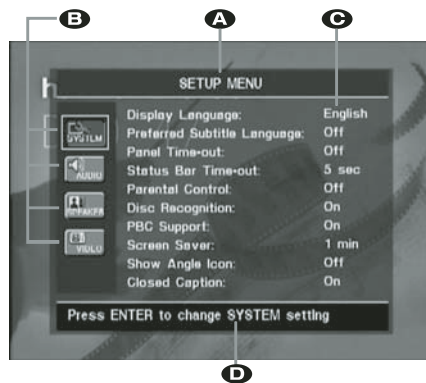 B A C
h
SETUP MENU
Display Language: English
Preferred Subtitle Language: Off
Panel Time-out: Off
Status Bar Time-out: 5 sec
Parental Control: Off
Disc Recognition: On
PBC Support: On
Screen Saver: 1 min
Show Angle Icon: Off
Closed Caption: On
SYSTEM
AUDIO
SPEAKER
VIDEO
Press ENTER to change SYSTEM setting
D